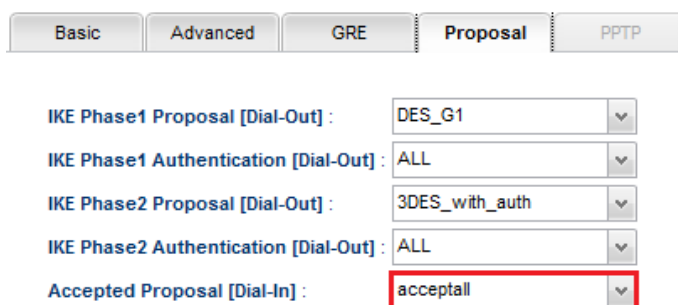 Basic Advanced GRE Proposal PPTP
IKE Phase1 Proposal [Dial-Out] : DES_G1
IKE Phase1 Authentication [Dial-Out] : ALL
IKE Phase2 Proposal [Dial-Out] : 3DES_with_auth
IKE Phase2 Authentication [Dial-Out] : ALL
Accepted Proposal [Dial-In] : acceptall